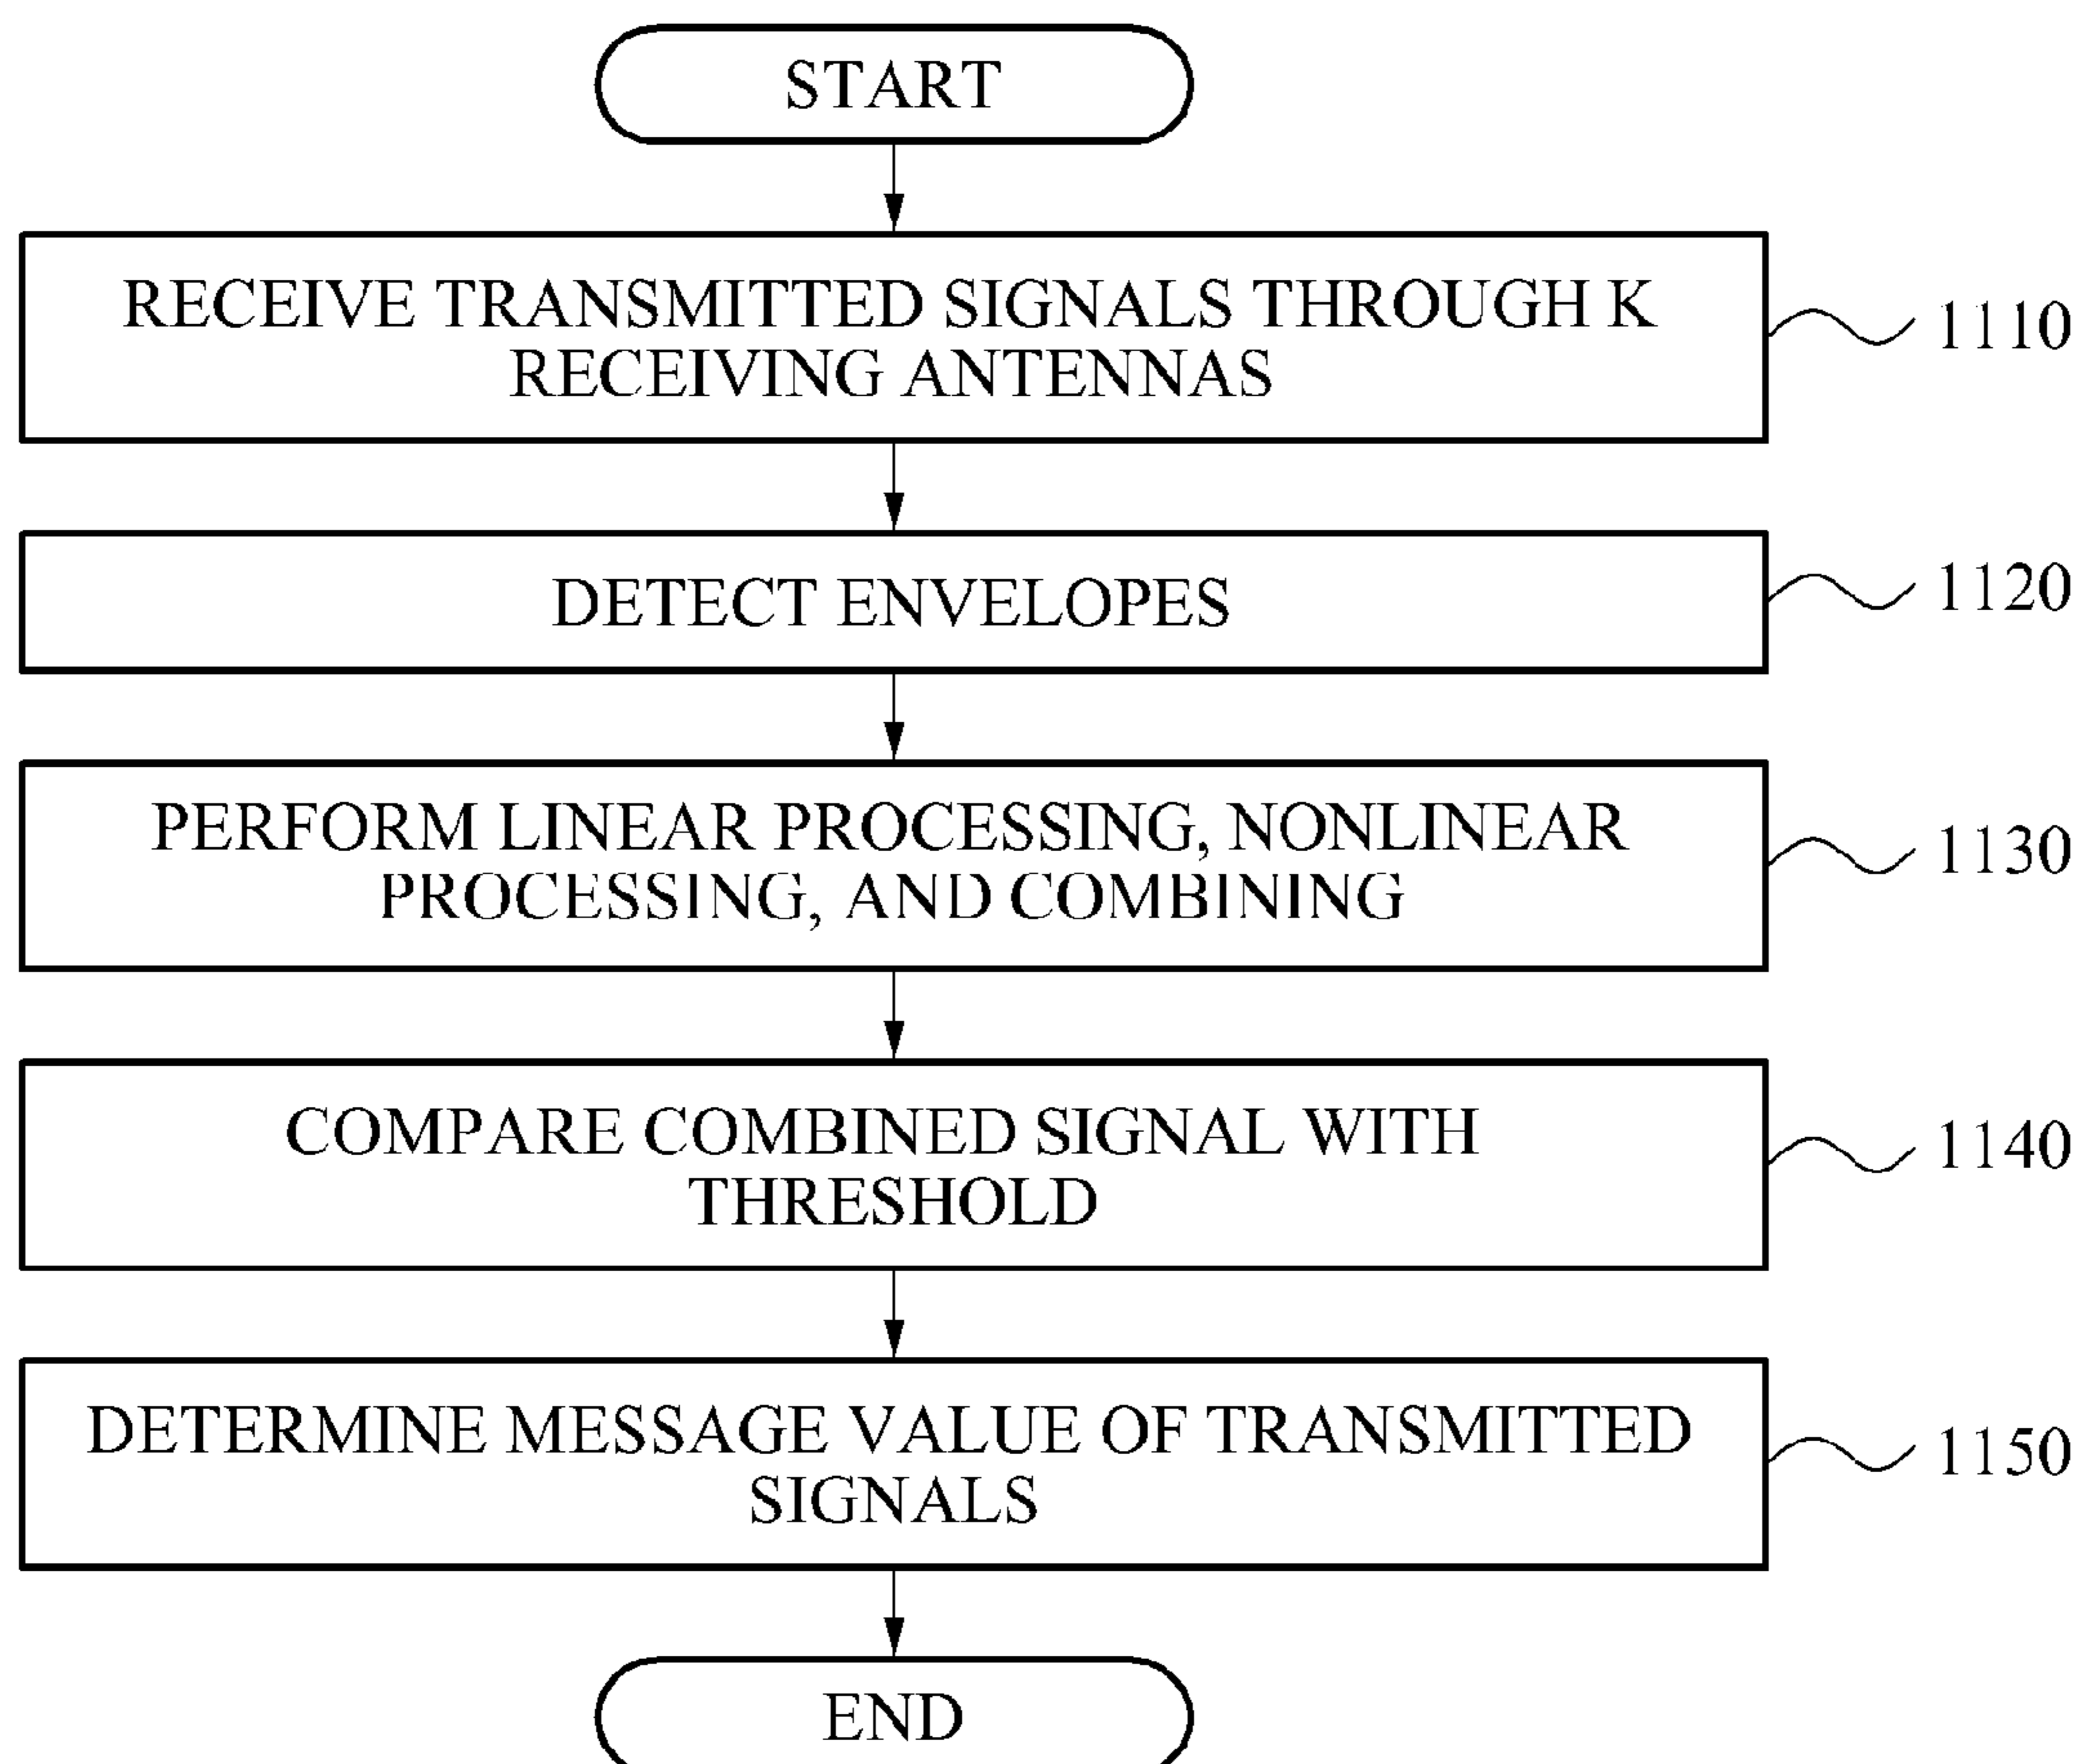 START
RECEIVE TRANSMITTED SIGNALS THROUGH K
RECEIVING ANTENNAS
1110
DETECT ENVELOPES
1120
PERFORM LINEAR PROCESSING, NONLINEAR
PROCESSING, AND COMBINING
1130
COMPARE COMBINED SIGNAL WITH
THRESHOLD
1140
DETERMINE MESSAGE VALUE OF TRANSMITTED
SIGNALS
1150
END